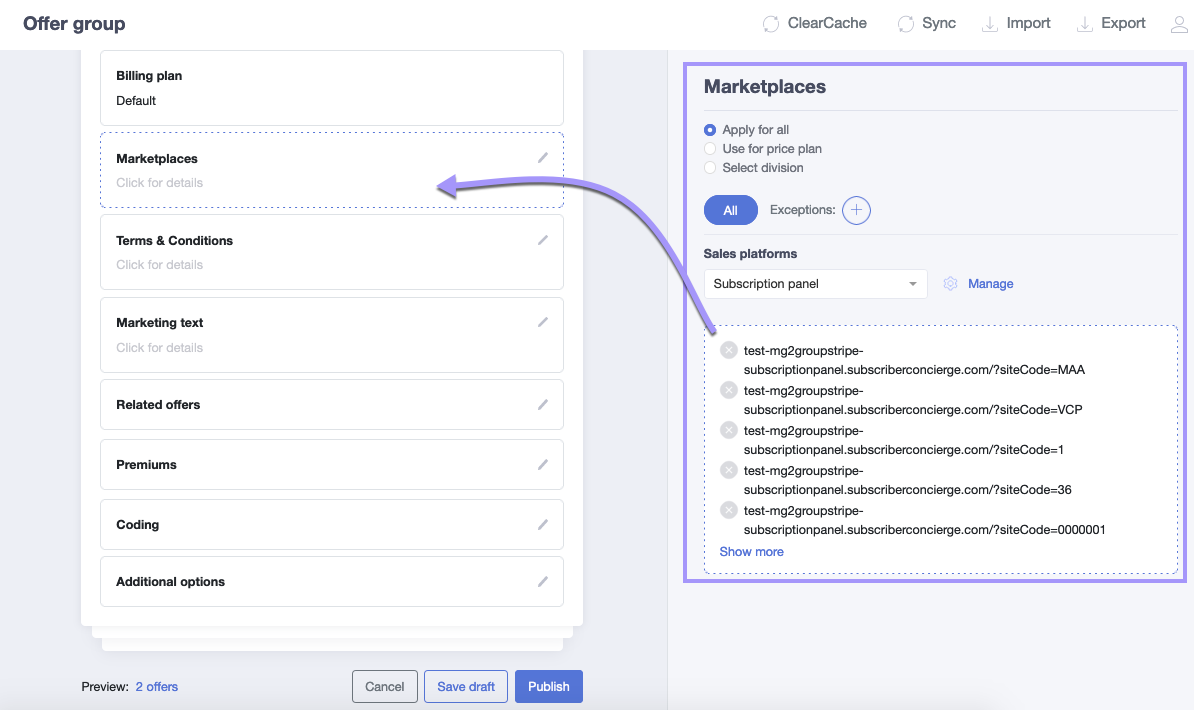 Offer group
ClearCache
Sync
Import
Export
Billing plan
Default
Marketplaces
Click for details
Terms & Conditions
Click for details
Marketing text
Click for details
Related offers
Premiums
Coding
Additional options
Preview: 2 offers
Cancel
Save draft
Publish
Marketplaces
Apply for all
Use for price plan
Select division
All
Exceptions:
Sales platforms
Subscription panel
Manage
test-mg2groupstripe-
subscriptionpanel.subscriberconcierge.com/?siteCode=MAA
test-mg2groupstripe-
subscriptionpanel.subscriberconcierge.com/?siteCode=VCP
test-mg2groupstripe-
subscriptionpanel.subscriberconcierge.com/?siteCode=1
test-mg2groupstripe-
subscriptionpanel.subscriberconcierge.com/?siteCode=36
test-mg2groupstripe-
subscriptionpanel.subscriberconcierge.com/?siteCode=0000001
Show more